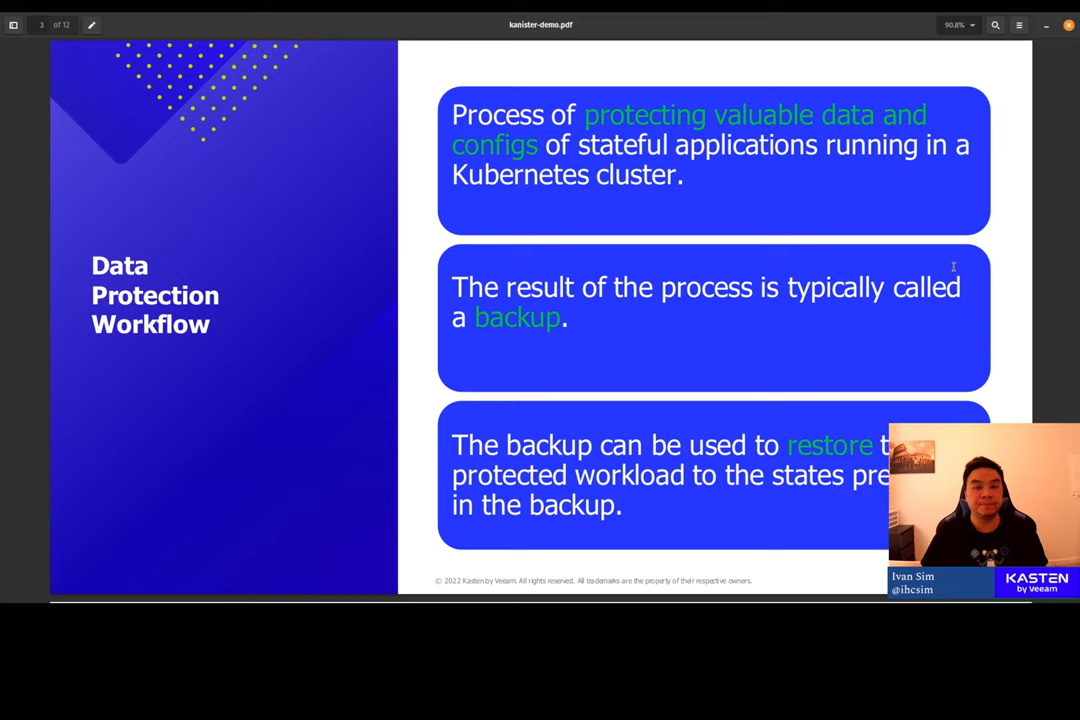 3 of 12
kanister-demo.pdf
90.8%
Data
Protection
Workflow
Process of protecting valuable data and
configs of stateful applications running in a
Kubernetes cluster.
The result of the process is typically called
a backup.
The backup can be used to restore
protected workload to the states
in the backup.
© 2022 Kasten by Veeam. All rights reserved. All trademarks are the property of their respective owners.
Ivan Sim
@ihcsim
KASTEN
by Veeam